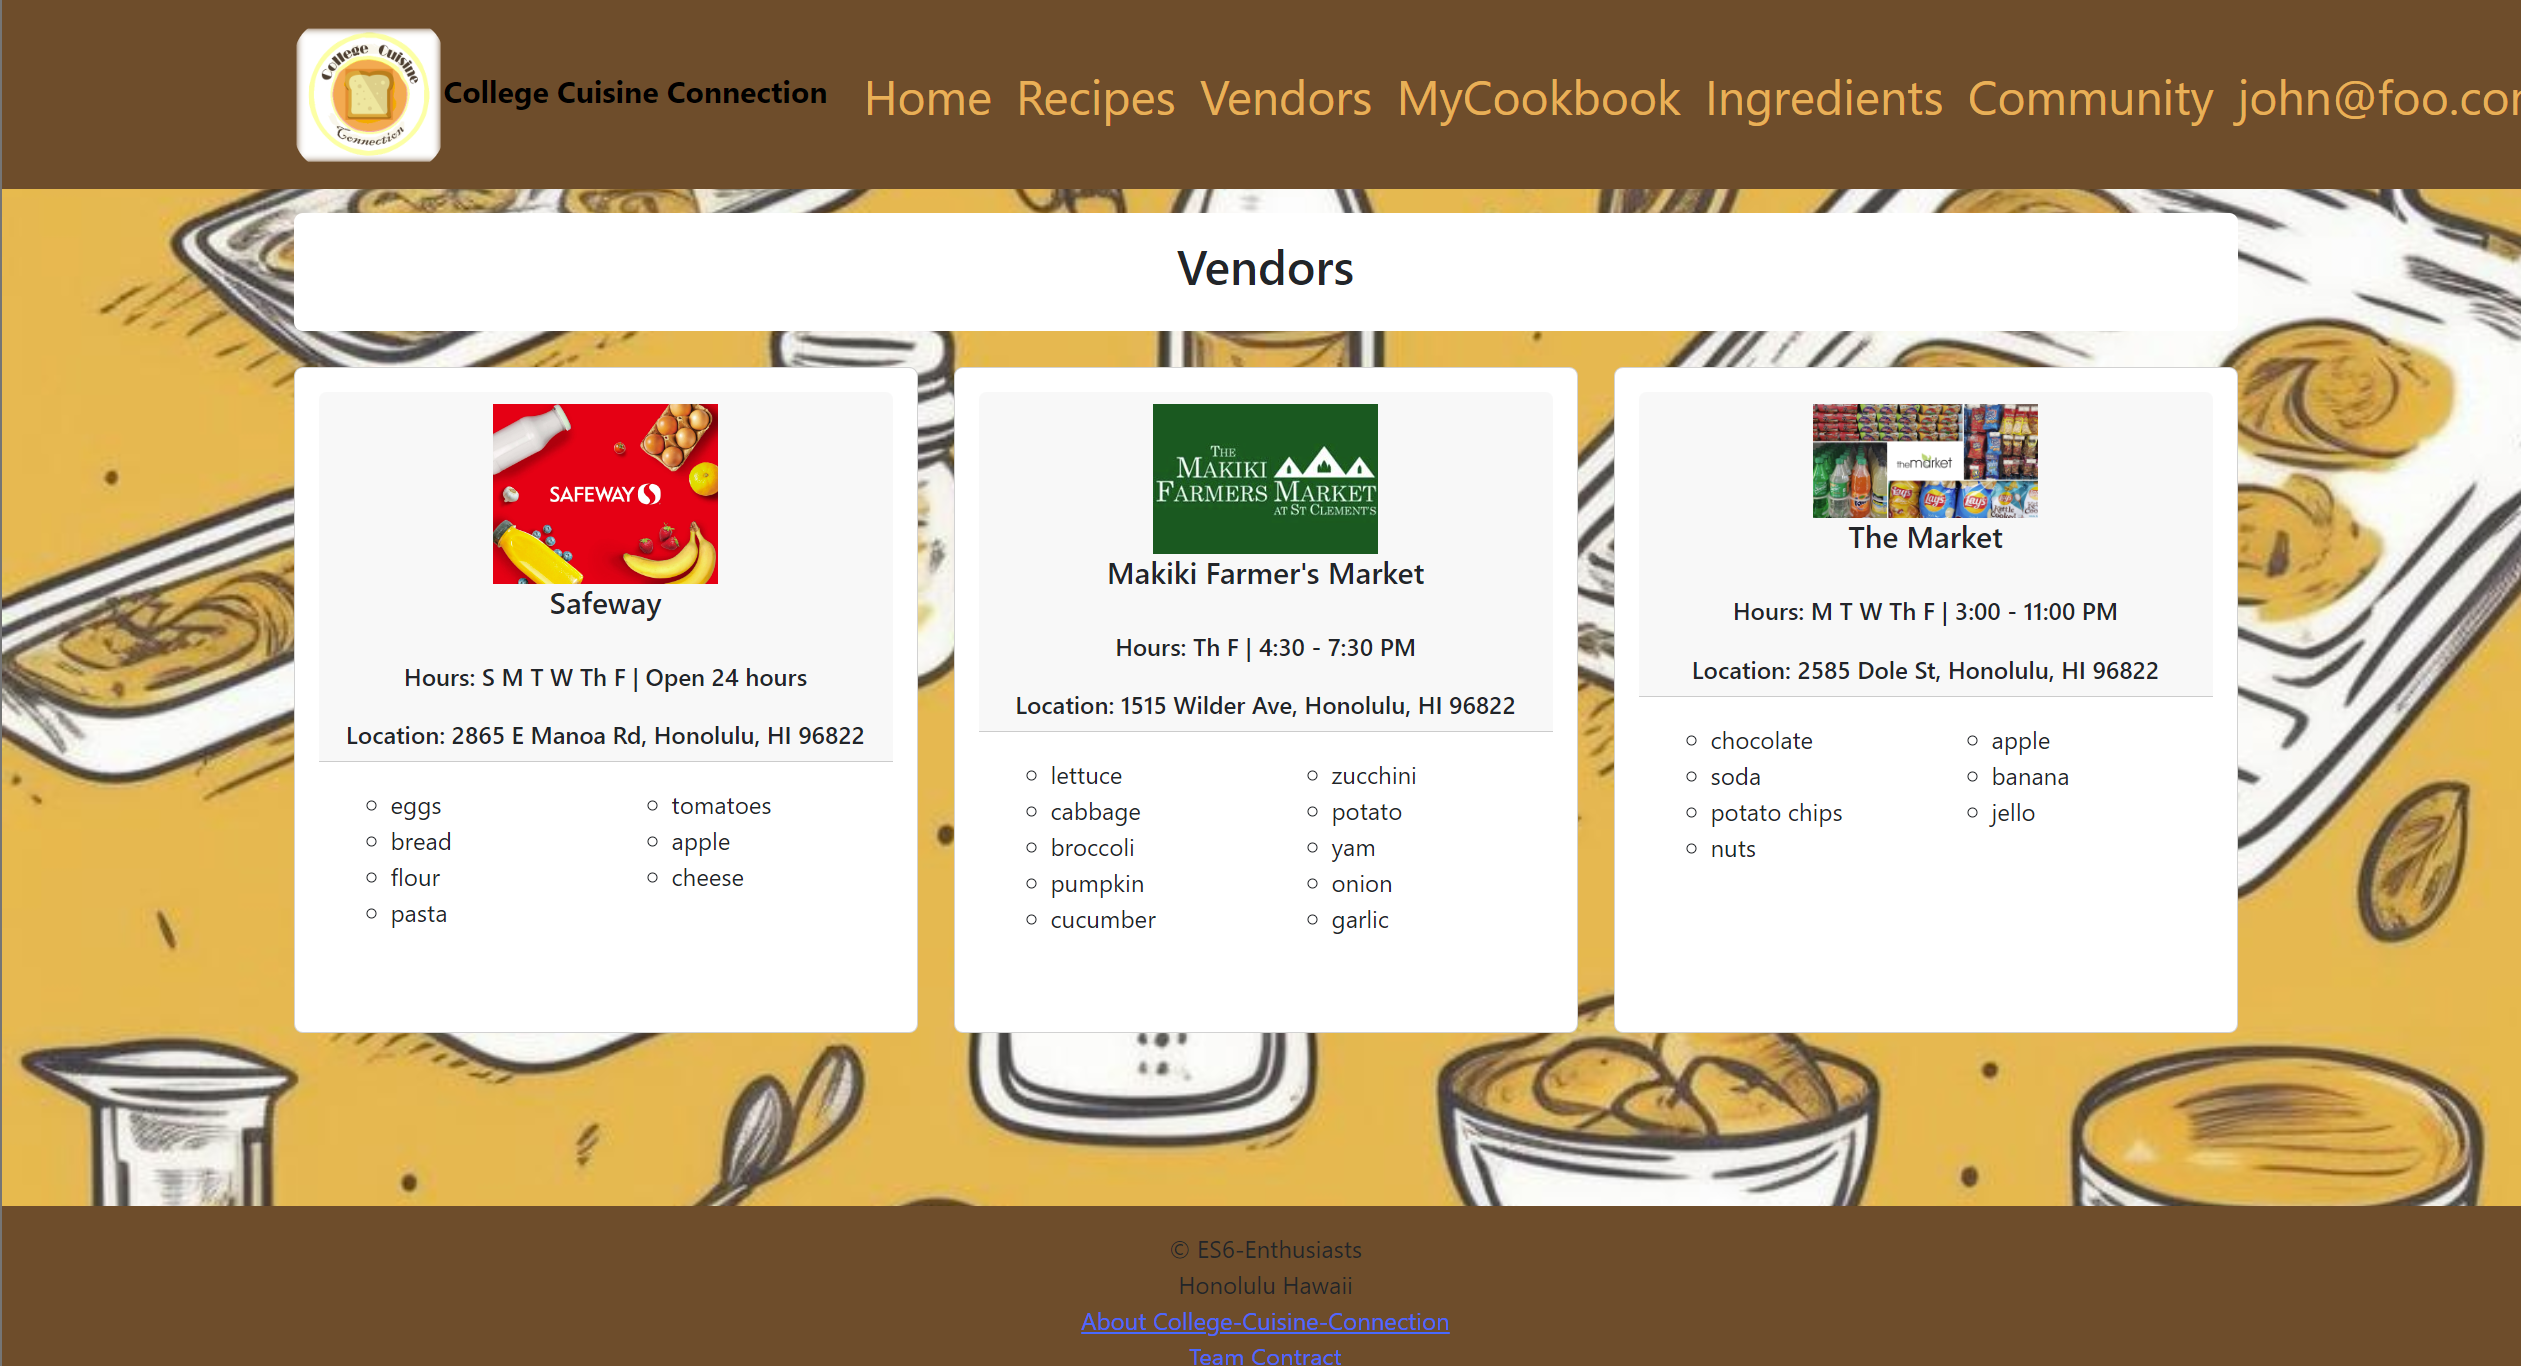 College Cuisine
Connection
College Cuisine Connection
Home Recipes Vendors MyCookbook Ingredients Community john@foo.co
Vendors
SAFEWAY
Safeway
Hours: S M T W Th F | Open 24 hours
Location: 2865 E Manoa Rd, Honolulu, HI 96822
eggs
bread
flour
pasta
tomatoes
apple
cheese
THE
MAKIKI
FARMERS MARKET
AT ST CLEMENT'S
Makiki Farmer's Market
Hours: Th F | 4:30 - 7:30 PM
Location: 1515 Wilder Ave, Honolulu, HI 96822
lettuce
cabbage
broccoli
pumpkin
cucumber
zucchini
potato
yam
onion
garlic
themarket
Lay's
Lay's
Lay's
The Market
Hours: M T W Th F | 3:00 - 11:00 PM
Location: 2585 Dole St, Honolulu, HI 96822
chocolate
soda
potato chips
nuts
apple
banana
jello
© ES6-Enthusiasts
Honolulu Hawaii
About College-Cuisine-Connection
Team Contract